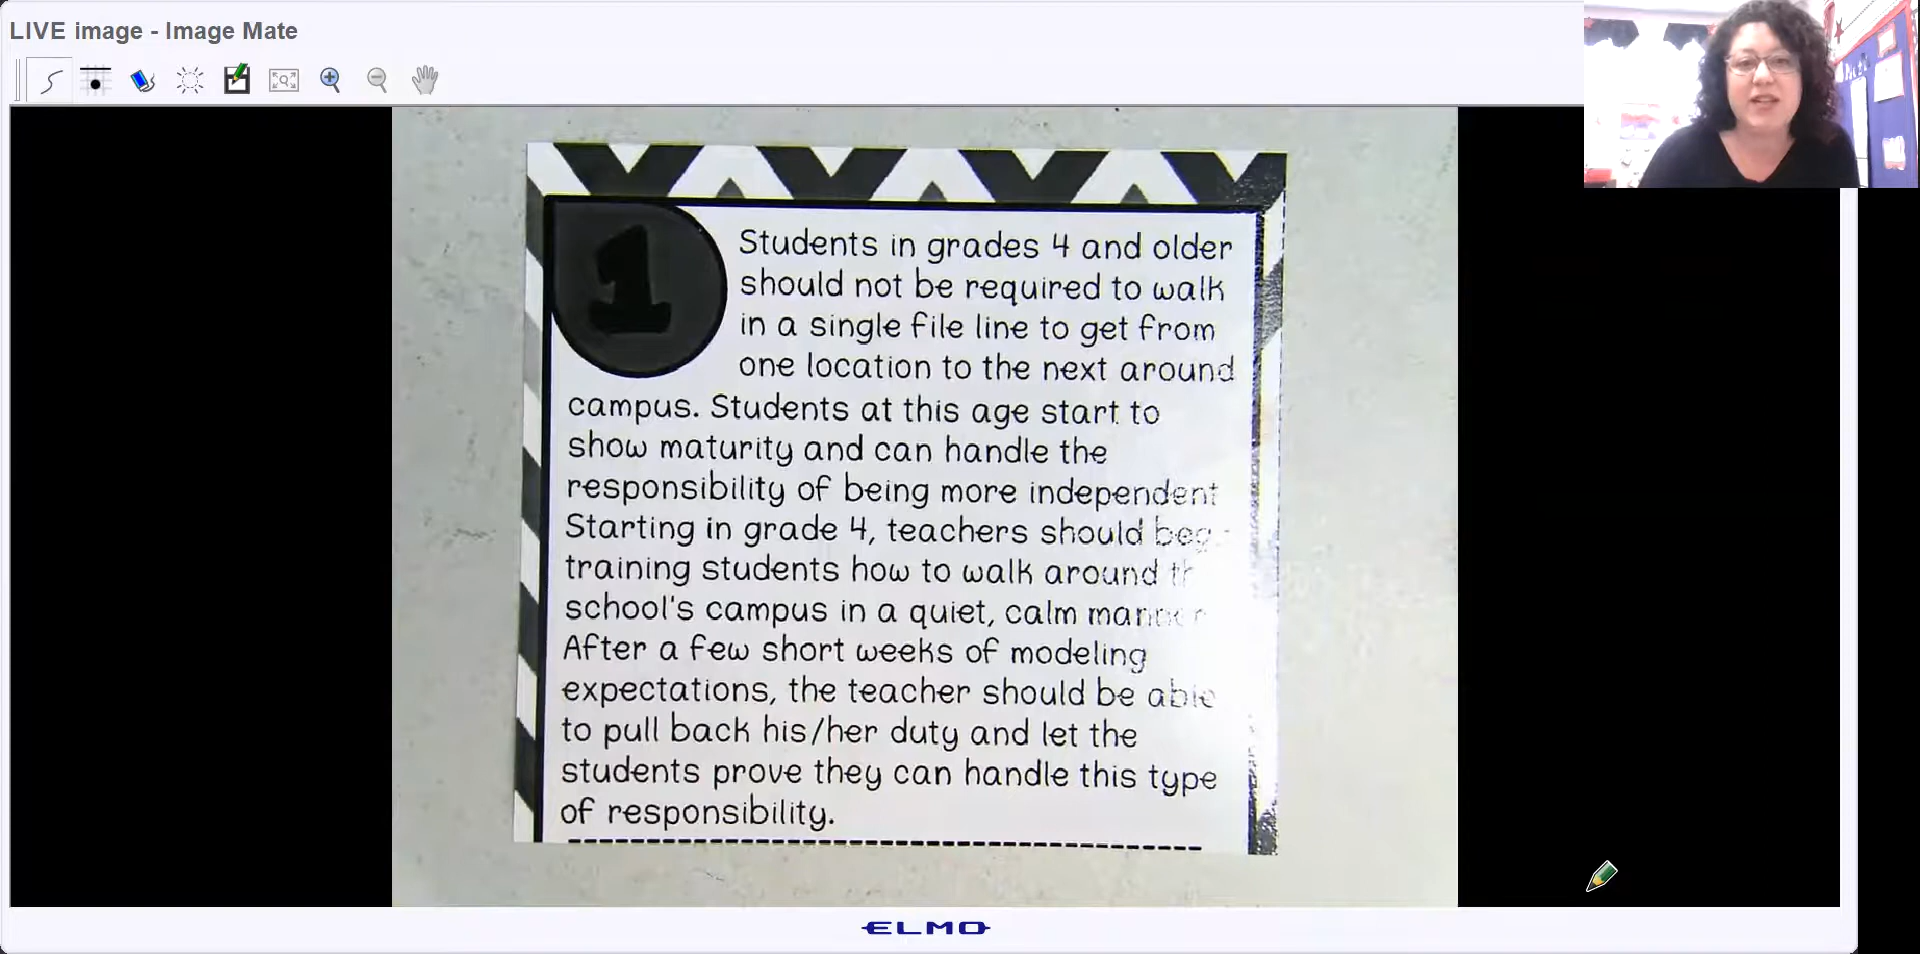 LIVE image - Image Mate
1
Students in grades 4 and older
should not be required to walk
in a single file line to get from
one location to the next around
campus. Students at this age start to
show maturity and can handle the
responsibility of being more independent
Starting in grade 4, teachers should
training students how to walk around
school's campus in a quiet, calm manner
After a few short weeks of modeling
expectations, the teacher should be able
to pull back his/her duty and let the
students prove they can handle this type
of responsibility.
ELMO